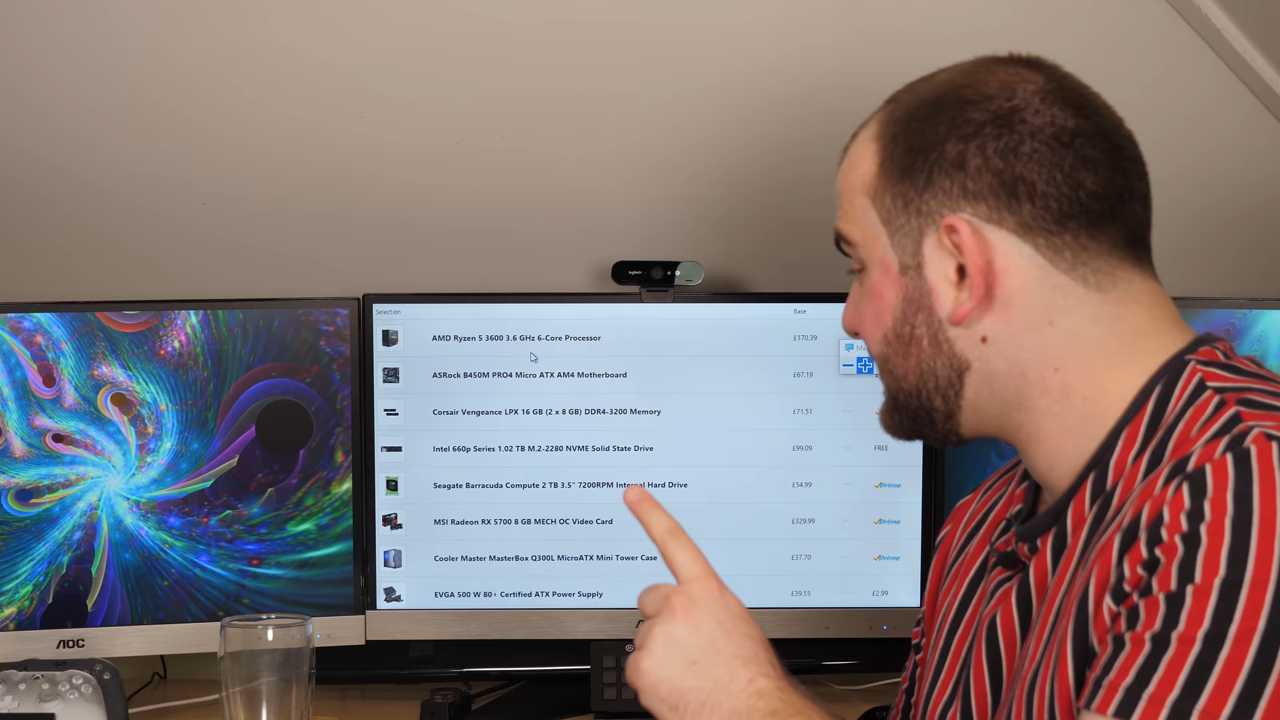 logitech
Selection Base
AMD Ryzen 5 3600 3.6 GHz 6-Core Processor £170.39
ASRock B450M PRO4 Micro ATX AM4 Motherboard £67.19
Corsair Vengeance LPX 16 GB (2 x 8 GB) DDR4-3200 Memory £71.51
Intel 660p Series 1.02 TB M.2-2280 NVME Solid State Drive £99.09 FREE
Seagate Barracuda Compute 2 TB 3.5" 7200RPM Internal Hard Drive £54.99 Prime
MSI Radeon RX 5700 8 GB MECH OC Video Card £329.99 Prime
Cooler Master MasterBox Q300L MicroATX Mini Tower Case £37.70 Prime
EVGA 500 W 80+ Certified ATX Power Supply £39.55 £2.99
AOC